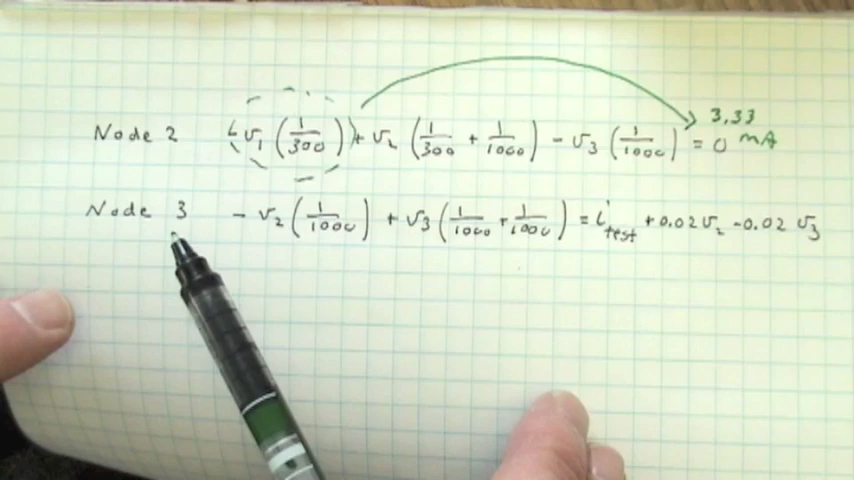 3.33
Node 2 - v₁ (1/300) + v₂ (1/300 + 1/1000) - v₃ (1/1000) = 0 mA
Node 3 - v₂ (1/1000) + v₃ (1/1000 + 1/1000) = i_test + 0.02 v₂ - 0.02 v₃